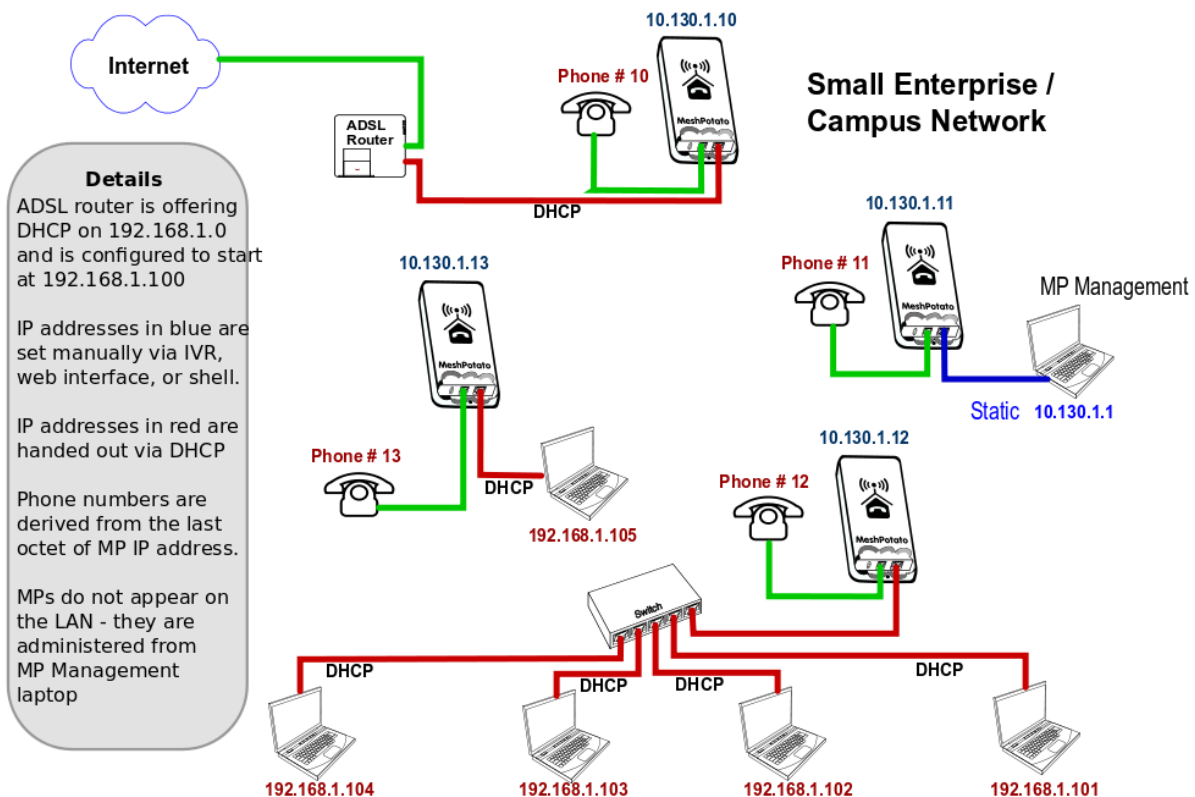 10.130.1.10
Internet
Phone # 10
Small Enterprise /
Campus Network
MeshPotato
ADSL
Router
DHCP
Details
ADSL router is offering
DHCP on 192.168.1.0
and is configured to start
at 192.168.1.100
IP addresses in blue are
set manually via IVR,
web interface, or shell.
IP addresses in red are
handed out via DHCP
Phone numbers are
derived from the last
octet of MP IP address.
MPs do not appear on
the LAN - they are
administered from
MP Management
laptop
10.130.1.11
Phone # 11
MeshPotato
MP Management
Static 10.130.1.1
10.130.1.13
MeshPotato
Phone # 13
DHCP
192.168.1.105
10.130.1.12
Phone # 12
MeshPotato
Switch
DHCP
DHCP
DHCP
DHCP
192.168.1.104
192.168.1.103
192.168.1.102
192.168.1.101